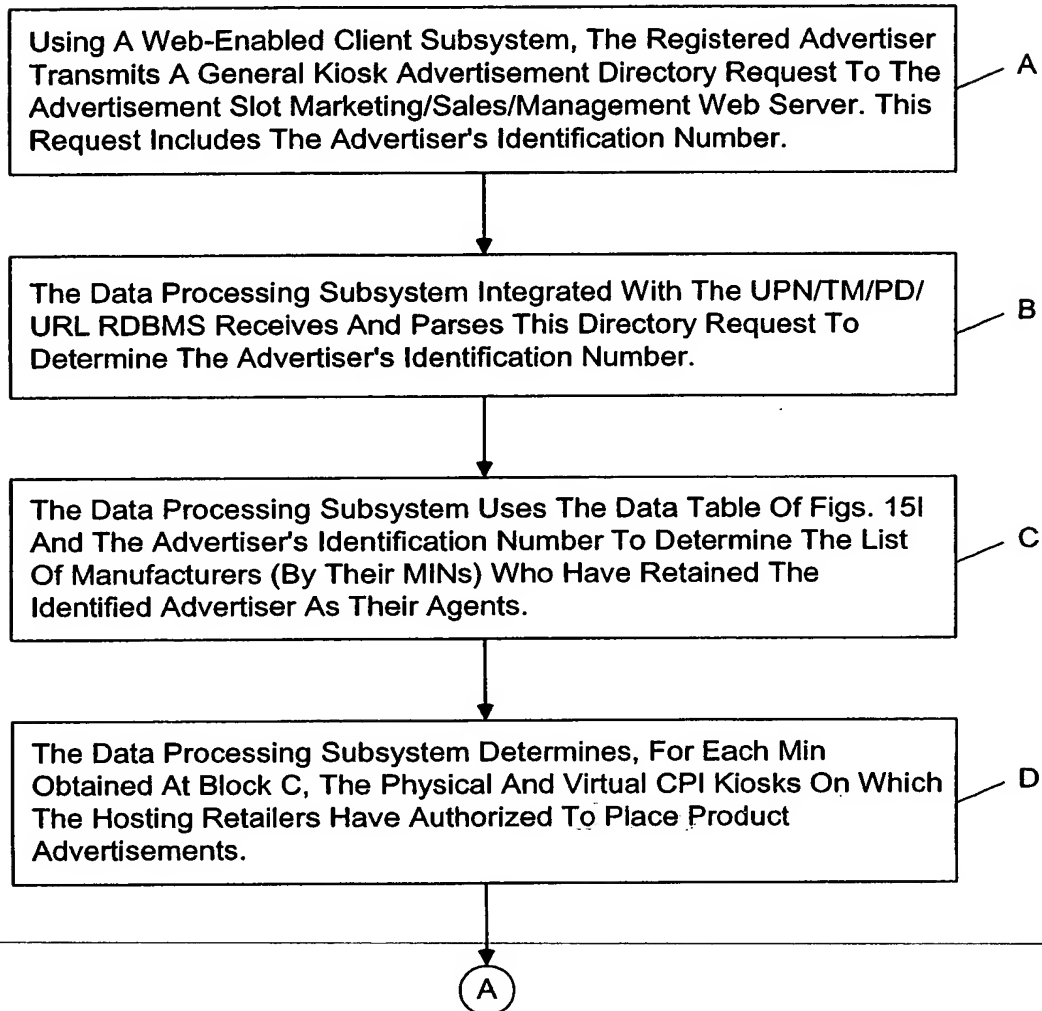 Using A Web-Enabled Client Subsystem, The Registered Advertiser
Transmits A General Kiosk Advertisement Directory Request To The
Advertisement Slot Marketing/Sales/Management Web Server. This
Request Includes The Advertiser's Identification Number.
A
The Data Processing Subsystem Integrated With The UPN/TM/PD/
URL RDBMS Receives And Parses This Directory Request To
Determine The Advertiser's Identification Number.
B
The Data Processing Subsystem Uses The Data Table Of Figs. 15I
And The Advertiser's Identification Number To Determine The List
Of Manufacturers (By Their MINs) Who Have Retained The
Identified Advertiser As Their Agents.
C
The Data Processing Subsystem Determines, For Each Min
Obtained At Block C, The Physical And Virtual CPI Kiosks On Which
The Hosting Retailers Have Authorized To Place Product
Advertisements.
D
A